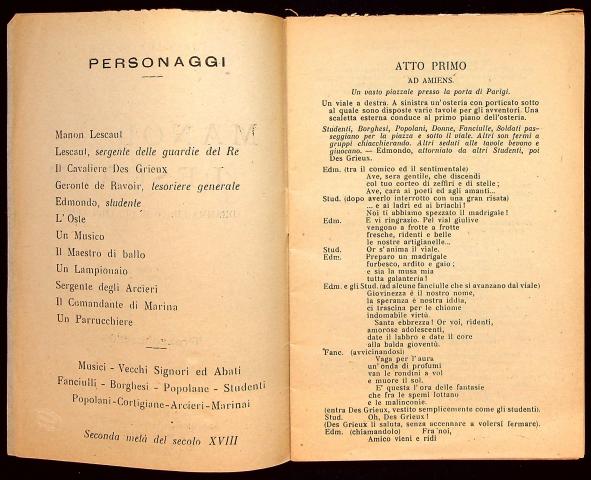 PERSONAGGI
Manon Lescaut
Lescaut, sergente delle guardie del Re
Il Cavaliere Des Grieux
Geronte de Ravoir, lesoriere generale
Edmondo, studente
L'Oste
Un Musico
Il Maestro di ballo
Un Lampionaio
Sergente degli Arcieri
Il Comandante di Marina
Un Parrucchiere
Musici - Vecchi Signori ed Abati
Fanciulli - Borghesi - Popolane - Studenti
Popolani-Cortigiane-Arcieri-Marinai
Seconda metà del secolo XVIII
ATTO PRIMO
AD AMIENS.
Un vasto piazzale presso la porta di Parigi.
Un viale a destra. A sinistra un'osteria con porticato sotto
al quale sono disposte varie tavole per gli avventori. Una
scaletta esterna conduce al primo piano dell'osteria.
Studenti, Borghesi, Popolani, Donne, Fanciulle, Soldati pas-
seggiano per la piazza e sotto il viale. Altri son fermi a
gruppi chiacchierando. Altri seduti alle tavole bevono e
giuocano. — Edmondo, attorniato da altri Studenti, poi
Des Grieux.
Edm. (tra il comico ed il sentimentale)
Ave, sera gentile, che discendi
col tuo corteo di zeffiri e di stelle;
Ave, cara ai poeti ed agli amanti...
Stud. (dopo averlo interrotto con una gran risata)
... e ai ladri ed ai briachi!
Noi ti abbiamo spezzato il madrigale!
Edm. E vi ringrazio. Pel vial giulive
vengono a frotte a frotte
fresche, ridenti e belle
le nostre artigianelle...
Stud. Or s'anima il viale.
Edm. Preparo un madrigale
furbesco, ardito e gaio;
e sia la musa mia
tutta galanteria!
Edm. e gli Stud. (ad alcune fanciulle che si avanzano dal viale)
Giovinezza è il nostro nome,
la speranza è nostra iddia,
ci trascina per le chiome
indomabile virtù.
Santa ebbrezza! Or voi, ridenti,
amorose adolescenti,
date il labbro e date il core
alla balda gioventù.
Fanc. (avvicinandosi)
Vaga per l'aura
un'onda di profumi
van le rondini a vol
e muore il sol.
E' questa l'ora delle fantasie
che fra le spemi lottano
e le malinconie.
(entra Des Grieux, vestito semplicemente come gli studenti).
Stud. Oh, Des Grieux!
(Des Grieux li saluta, senza accennare a volersi fermare).
Edm. (chiamandolo) Fra noi,
Amico vieni e ridi